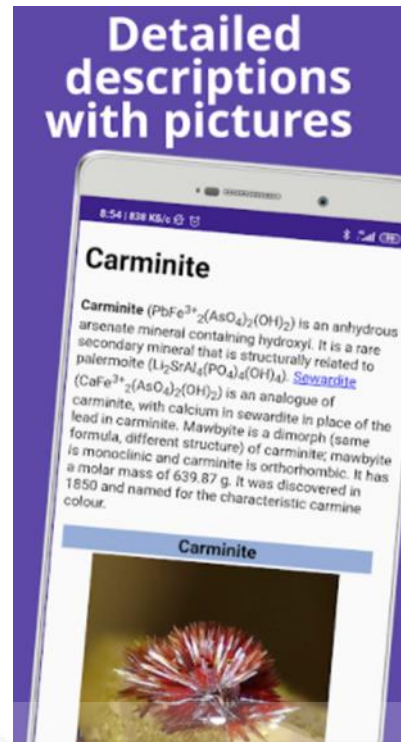 Detailed
descriptions
with pictures
8:54 | 838 KБ/c
Carminite
Carminite (PbFe³⁺₂(AsO₄)₂(OH)₂) is an anhydrous
arsenate mineral containing hydroxyl. It is a rare
secondary mineral that is structurally related to
palermoite (Li₂SrAl₄(PO₄)₄(OH)₄). Sewardite
(CaFe³⁺₂(AsO₄)₂(OH)₂) is an analogue of
carminite, with calcium in sewardite in place of the
lead in carminite. Mawbyite is a dimorph (same
formula, different structure) of carminite; mawbyite
is monoclinic and carminite is orthorhombic. It has
a molar mass of 639.87 g. It was discovered in
1850 and named for the characteristic carmine
colour.
Carminite